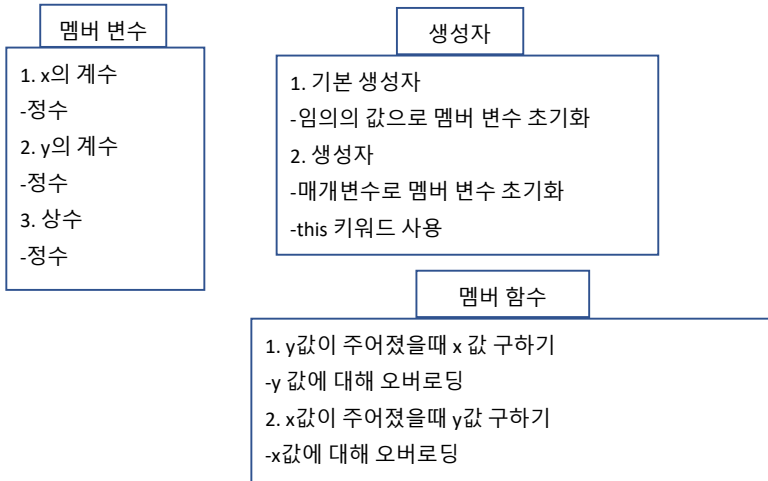 멤버 변수
1. x의 계수
-정수
2. y의 계수
-정수
3. 상수
-정수
생성자
1. 기본 생성자
-임의의 값으로 멤버 변수 초기화
2. 생성자
-매개변수로 멤버 변수 초기화
-this 키워드 사용
멤버 함수
1. y값이 주어졌을때 x 값 구하기
-y 값에 대해 오버로딩
2. x값이 주어졌을때 y값 구하기
-x값에 대해 오버로딩